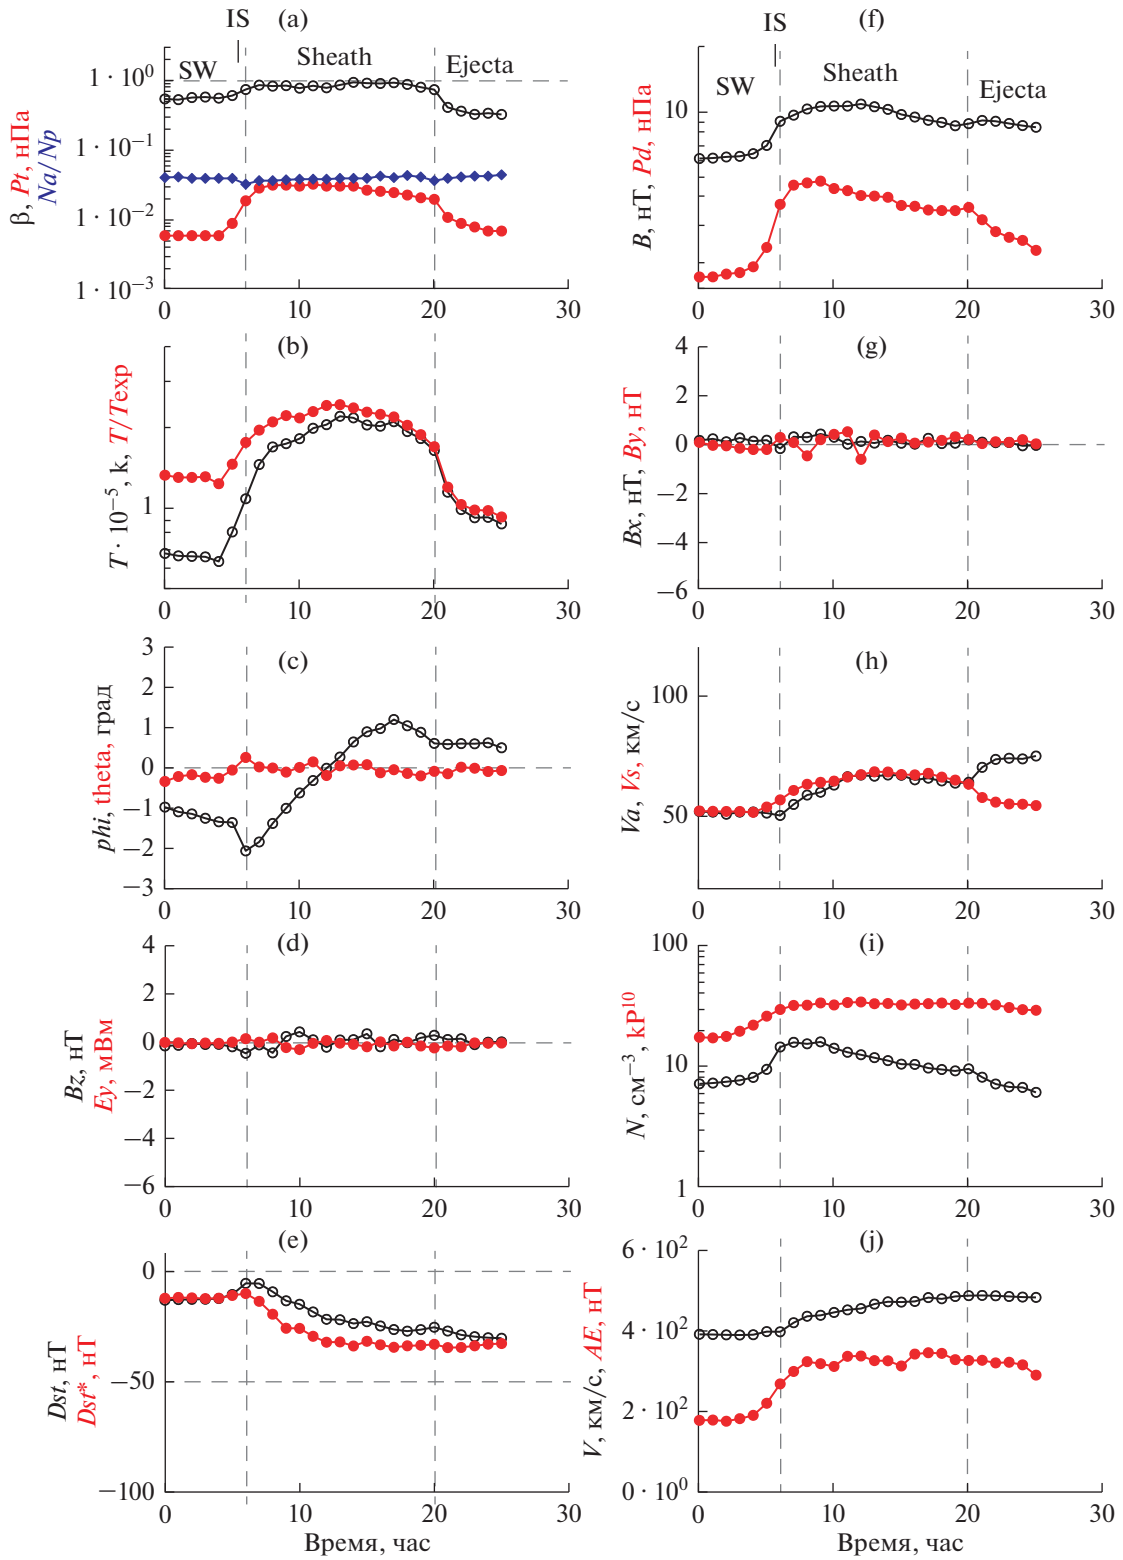 IS (a)
SW Sheath Ejecta
1 · 10⁰
1 · 10⁻¹
1 · 10⁻²
1 · 10⁻³
β, Pt, нПа
Na/Np
0 10 20 30
IS (f)
SW Sheath Ejecta
10
B, нТ, Pd, нПа
0 10 20 30
(b)
1
T · 10⁻⁵, k, T/Texp
0 10 20 30
(g)
4
2
0
−2
−4
−6
Bx, нТ, By, нТ
0 10 20 30
(c)
3
2
1
0
−1
−2
−3
phi, theta, град
0 10 20 30
(h)
100
50
Va, Vs, км/с
0 10 20 30
(d)
4
2
0
−2
−4
−6
Bz, нТ
Ey, мВм
0 10 20 30
(i)
100
10
1
N, см⁻³, kP¹⁰
0 10 20 30
(e)
0
−50
−100
Dst, нТ
Dst*, нТ
0 10 20 30
Время, час
(j)
6 · 10²
4 · 10²
2 · 10²
0 · 10⁰
V, км/с, AE, нТ
0 10 20 30
Время, час